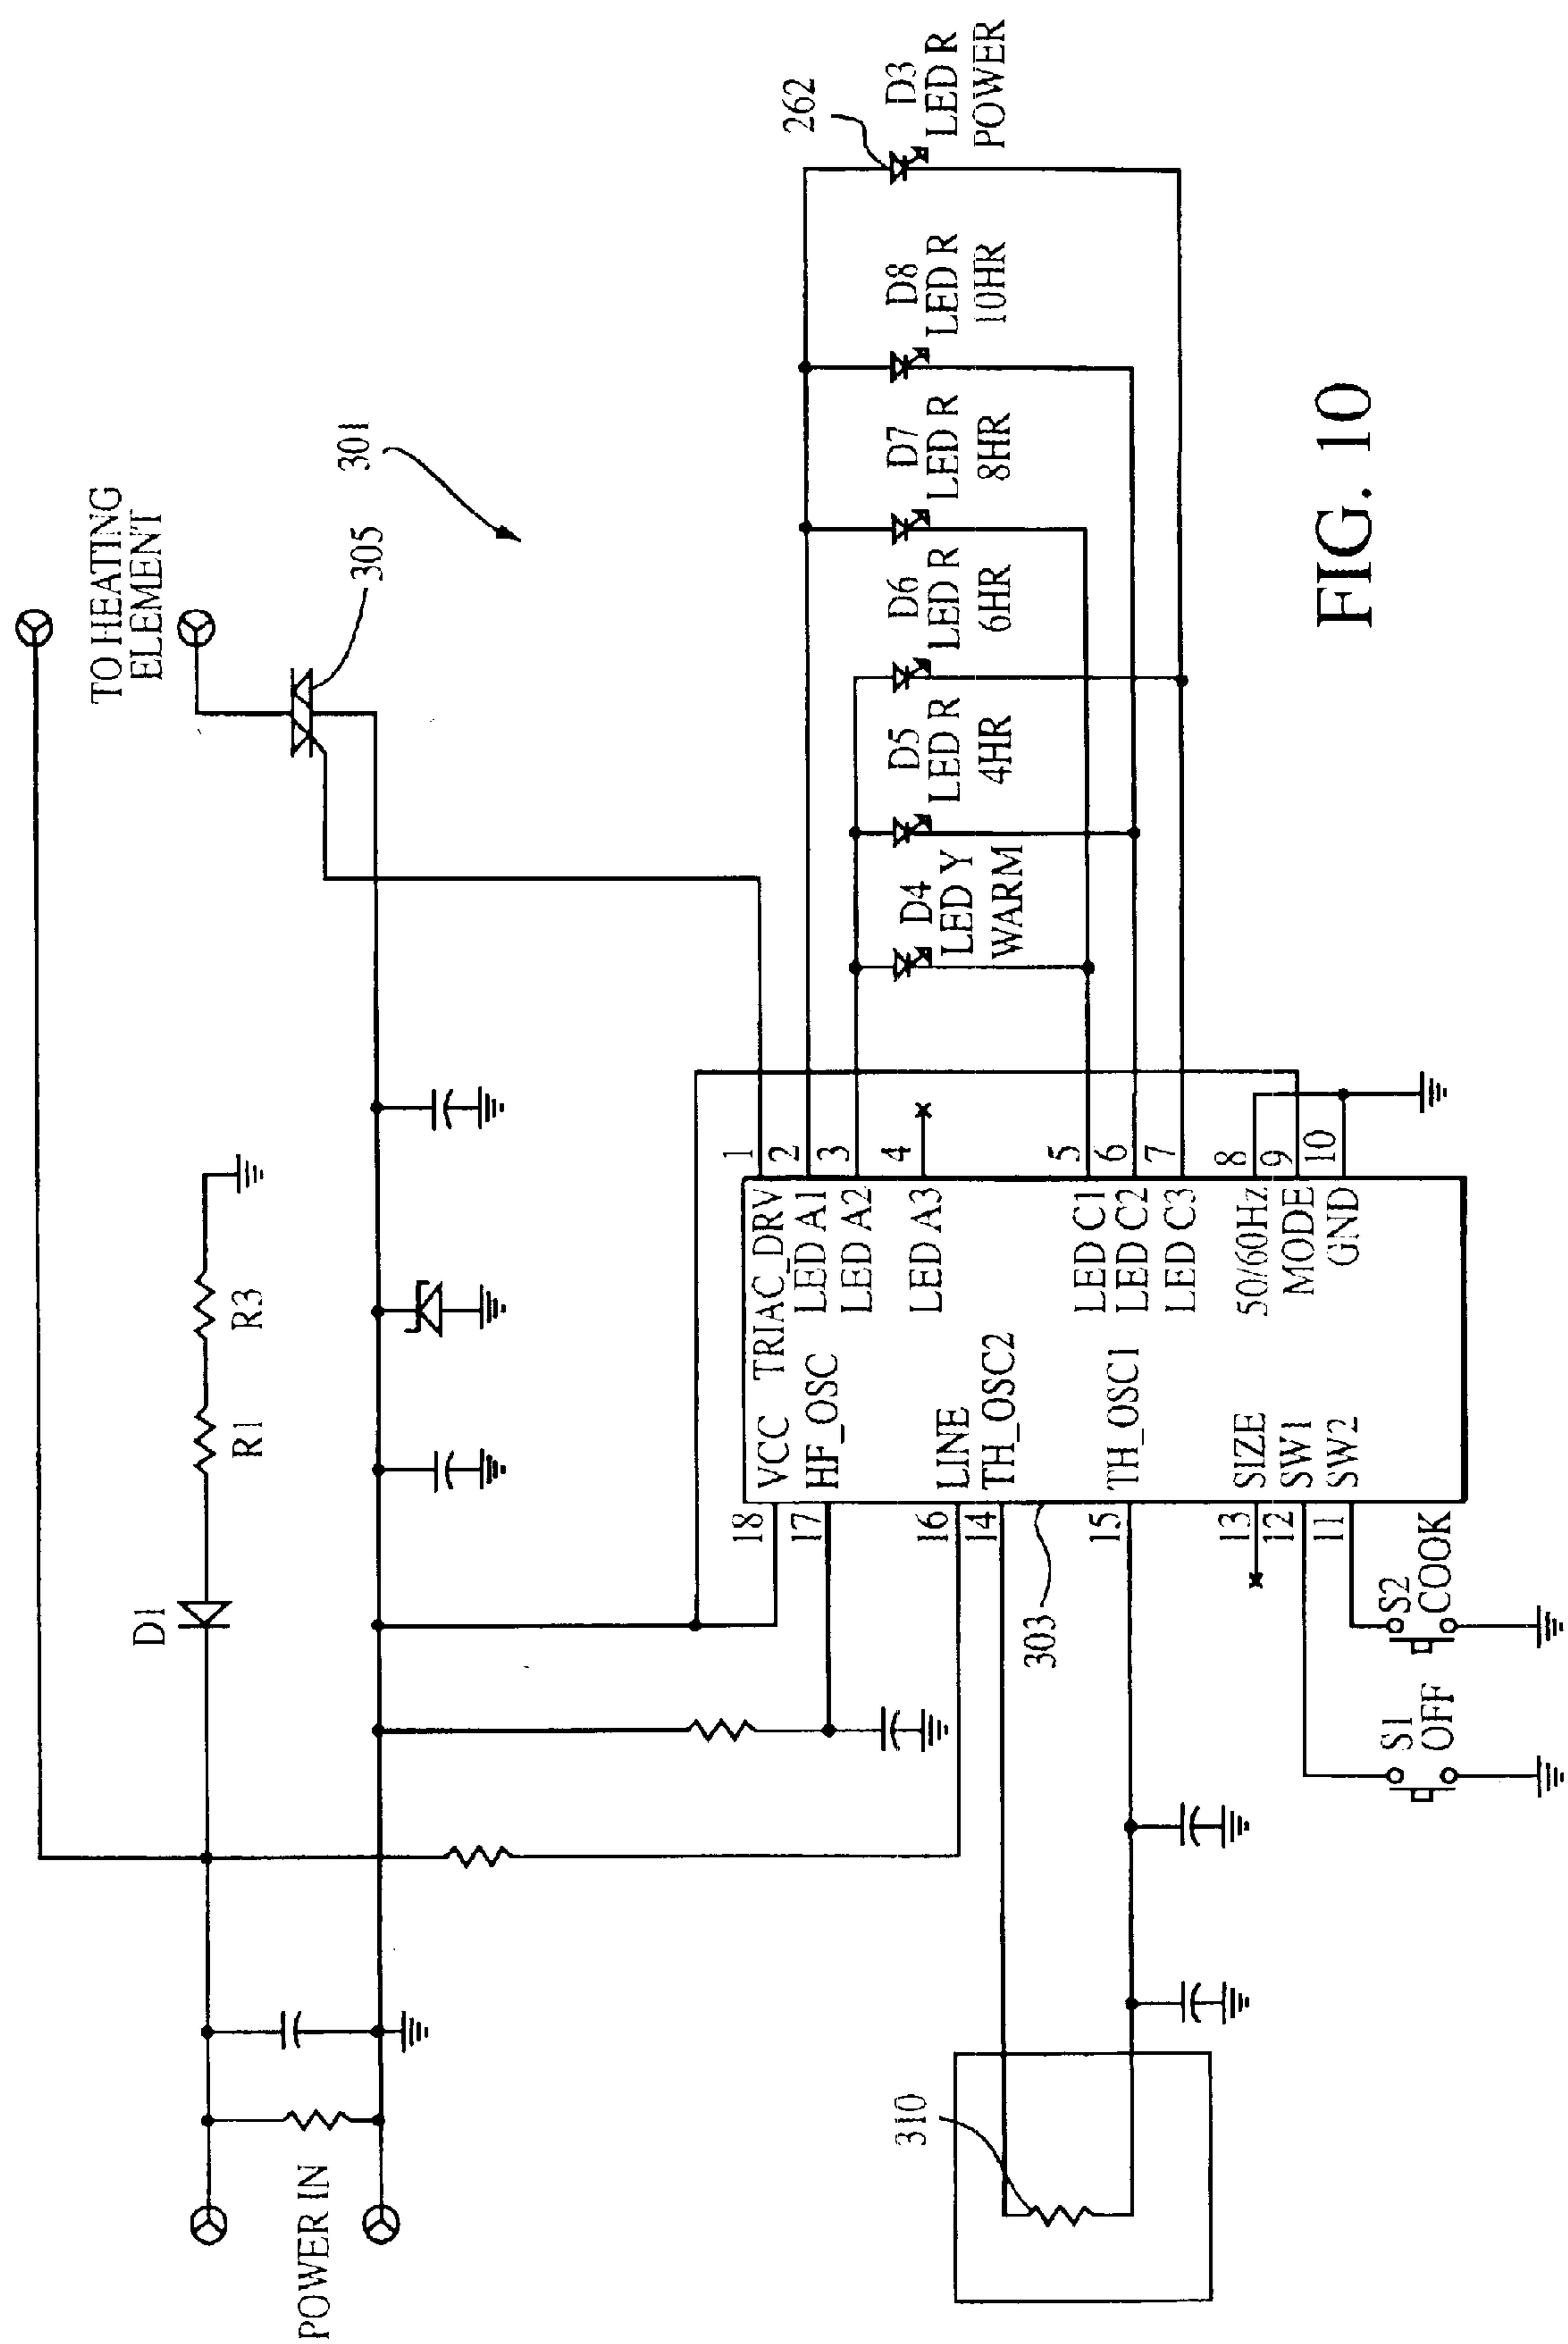 TO HEATING
ELEMENT
305
301
D1
R1
R3
POWER IN
262
D3
LED R
POWER
D8
LED R
10HR
D7
LED R
8HR
D6
LED R
6HR
D5
LED R
4HR
D4
LED Y
WARM
18
VCC
TRIAC_DRV
1
17
HF_OSC
LED A1
2
LED A2
3
16
LINE
LED A3
4
14
TH_OSC2
15
TH_OSC1
LED C1
5
LED C2
6
LED C3
7
13
SIZE
50/60Hz
8
12
SW1
MODE
9
11
SW2
GND
10
303
310
S1
OFF
S2
COOK
FIG. 10